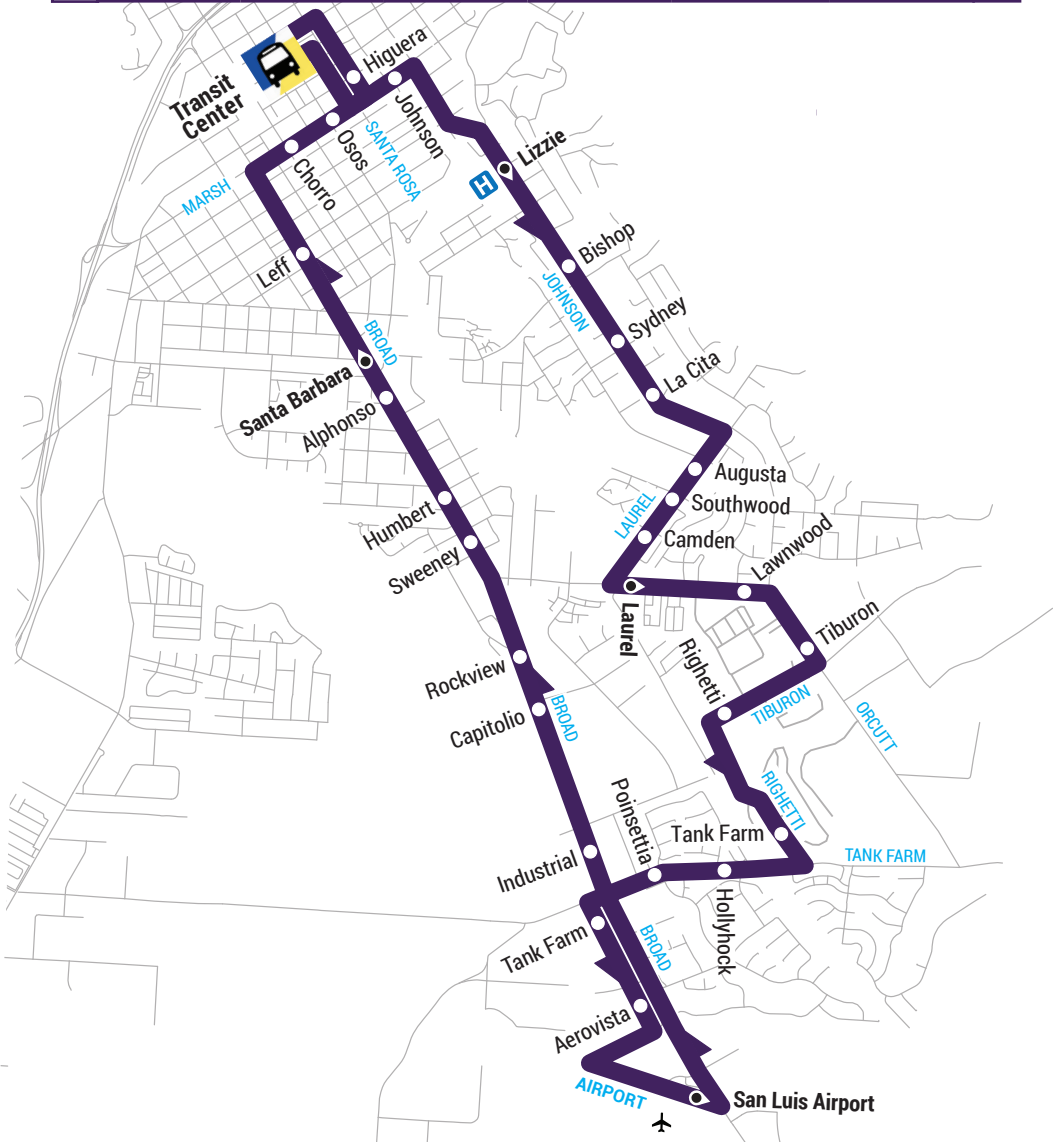 Higuera
Transit
Center
Johnson
Osos
SANTA ROSA
Lizzie
H
Chorro
MARSH
Leff
Bishop
JOHNSON
Sydney
BROAD
Santa Barbara
La Cita
Alphonso
Augusta
Southwood
LAUREL
Camden
Humbert
Sweeney
Lawnwood
Laurel
Tiburon
Righetti
Rockview
TIBURON
ORCUTT
Capitolio
BROAD
RIGHETTI
Poinsettia
Tank Farm
TANK FARM
Industrial
Hollyhock
Tank Farm
BROAD
Aerovista
AIRPORT
San Luis Airport